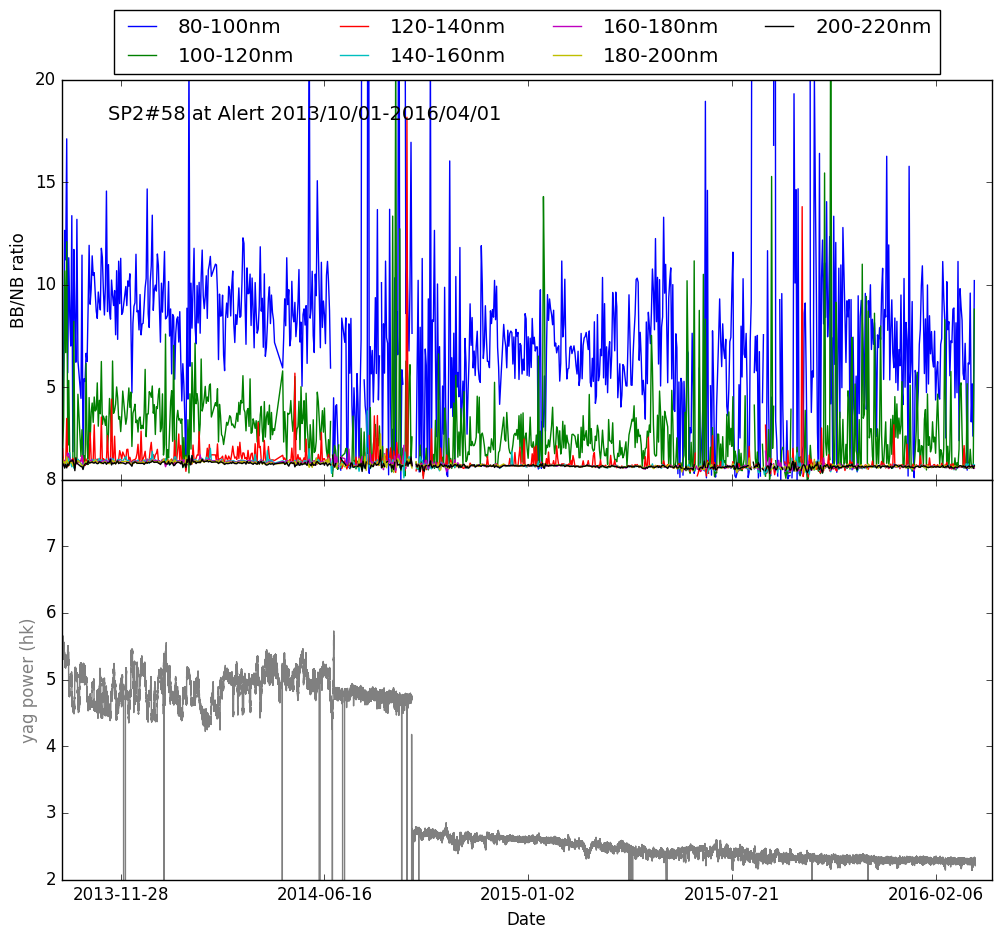 80-100nm 120-140nm 160-180nm 200-220nm
100-120nm 140-160nm 180-200nm
SP2#58 at Alert 2013/10/01-2016/04/01
20
15
10
5
BB/NB ratio
8
7
6
5
4
3
2
yag power (hk)
2013-11-28 2014-06-16 2015-01-02 2015-07-21 2016-02-06
Date